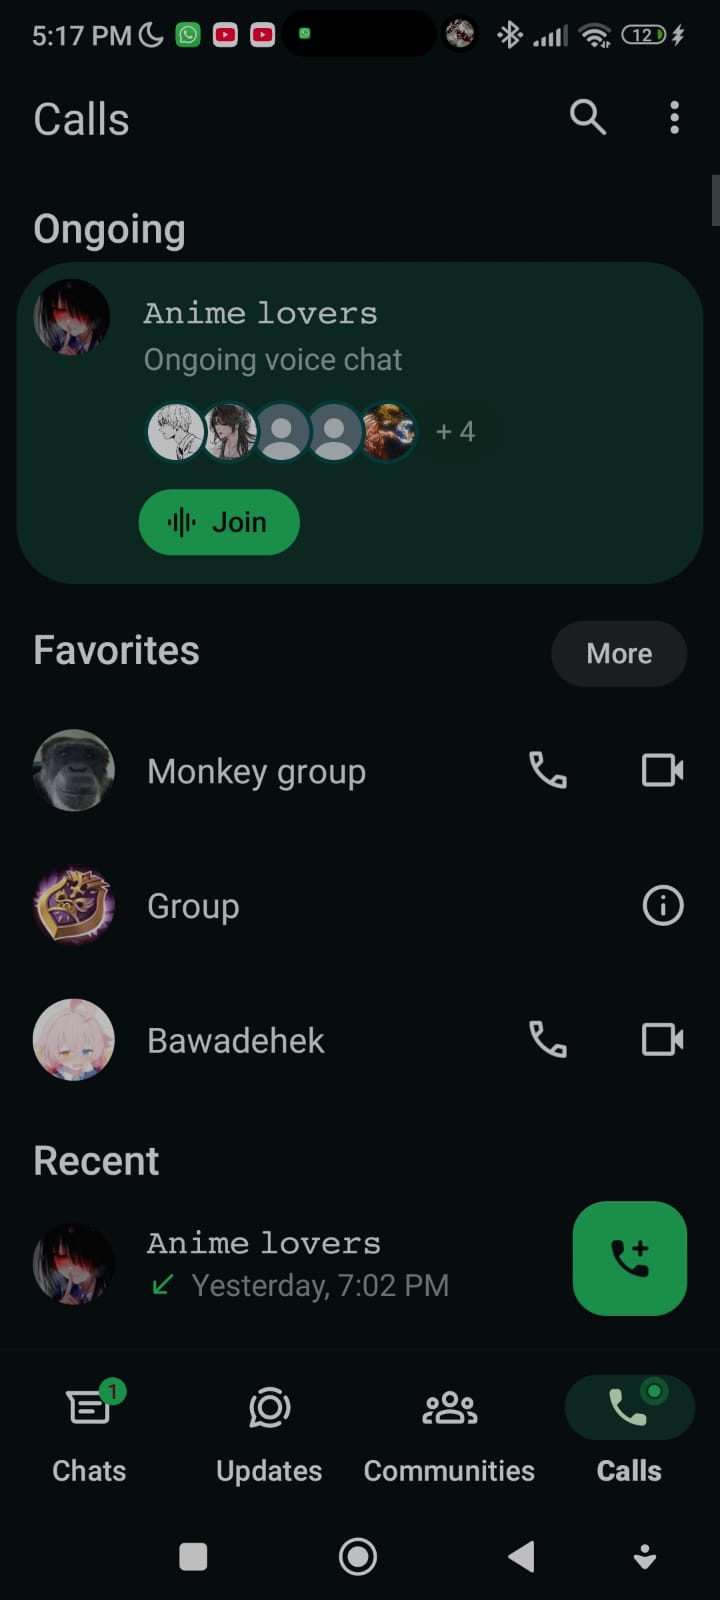 5:17 PM
12
Calls
Ongoing
Anime lovers
Ongoing voice chat
+ 4
Join
Favorites
More
Monkey group
Group
Bawadehek
Recent
Anime lovers
Yesterday, 7:02 PM
1
Chats
Updates
Communities
Calls